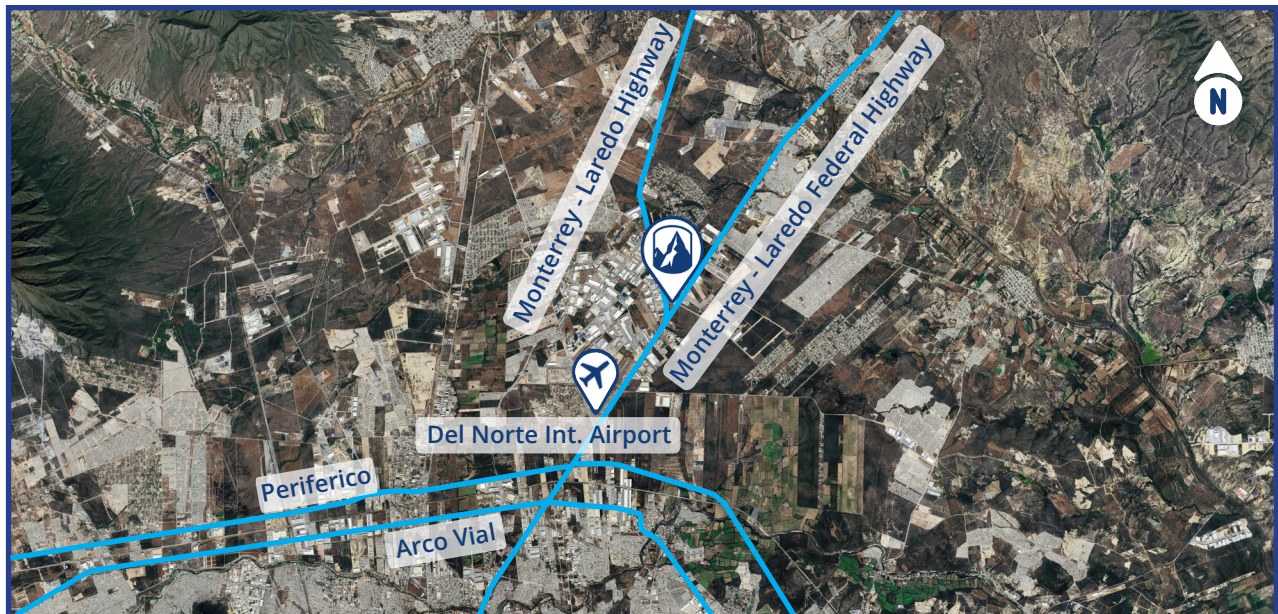 Monterrey - Laredo Highway
Monterrey - Laredo Federal Highway
N
Del Norte Int. Airport
Periferico
Arco Vial